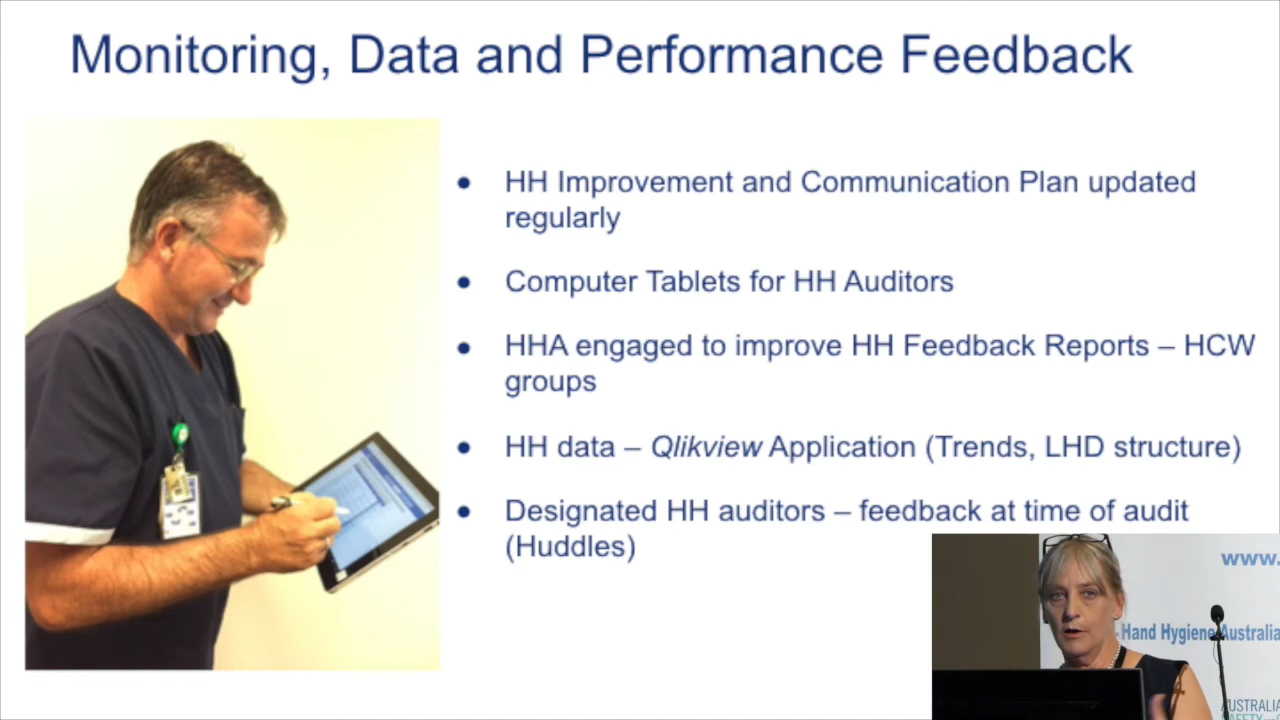 Monitoring, Data and Performance Feedback
● HH Improvement and Communication Plan updated
regularly
● Computer Tablets for HH Auditors
● HHA engaged to improve HH Feedback Reports – HCW
groups
● HH data – Qlikview Application (Trends, LHD structure)
● Designated HH auditors – feedback at time of audit
(Huddles)
www.
Hand Hygiene Australia
AUSTRALIA
SAFETY